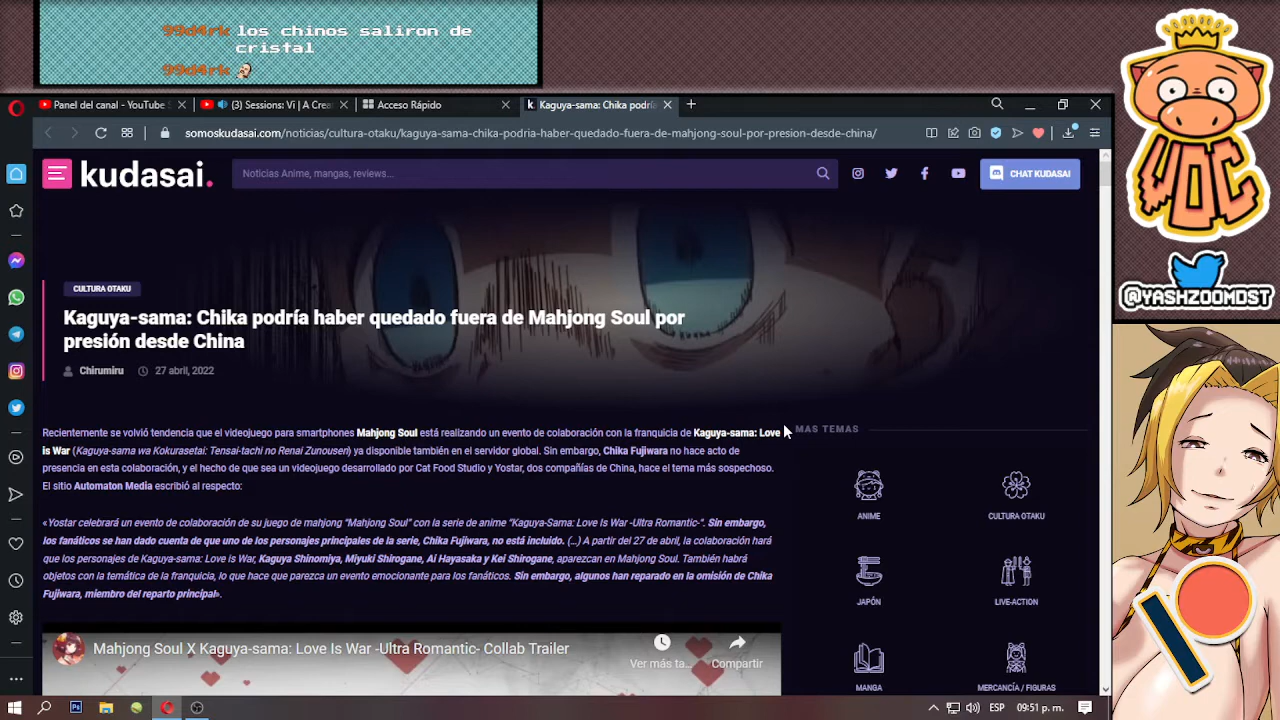 99d4rk los chinos saliron de
cristal
99d4rk
Panel del canal - YouTube S
(3) Sessions: Vi | A Crea
Acceso Rápido
Kaguya-sama: Chika podrí
somoskudasai.com/noticias/cultura-otaku/kaguya-sama-chika-podria-haber-quedado-fuera-de-mahjong-soul-por-presion-desde-china/
kudasai.
Noticias Anime, mangas, reviews...
CHAT KUDASAI
CULTURA OTAKU
Kaguya-sama: Chika podría haber quedado fuera de Mahjong Soul por
presión desde China
Chirumiru
27 abril, 2022
Recientemente se volvió tendencia que el videojuego para smartphones Mahjong Soul está realizando un evento de colaboración con la franquicia de Kaguya-sama: Love
is War (Kaguya-sama wa Kokurasetai: Tensai-tachi no Renai Zunousen) ya disponible también en el servidor global. Sin embargo, Chika Fujiwara no hace acto de
presencia en esta colaboración, y el hecho de que sea un videojuego desarrollado por Cat Food Studio y Yostar, dos compañías de China, hace el tema más sospechoso.
El sitio Automaton Media escribió al respecto:
«Yostar celebrará un evento de colaboración de su juego de mahjong "Mahjong Soul" con la serie de anime "Kaguya-Sama: Love Is War -Ultra Romantic-". Sin embargo,
los fanáticos se han dado cuenta de que uno de los personajes principales de la serie, Chika Fujiwara, no está incluido. (...) A partir del 27 de abril, la colaboración hará
que los personajes de Kaguya-sama: Love is War, Kaguya Shinomiya, Miyuki Shirogane, Ai Hayasaka y Kei Shirogane, aparezcan en Mahjong Soul. También habrá
objetos con la temática de la franquicia, lo que hace que parezca un evento emocionante para los fanáticos. Sin embargo, algunos han reparado en la omisión de Chika
Fujiwara, miembro del reparto principal».
Mahjong Soul X Kaguya-sama: Love Is War -Ultra Romantic- Collab Trailer
Ver más ta...
Compartir
MAS TEMAS
ANIME
CULTURA OTAKU
JAPÓN
LIVE-ACTION
MANGA
MERCANCÍA / FIGURAS
WOC
@YASHZOOMDST
ESP
09:51 p. m.